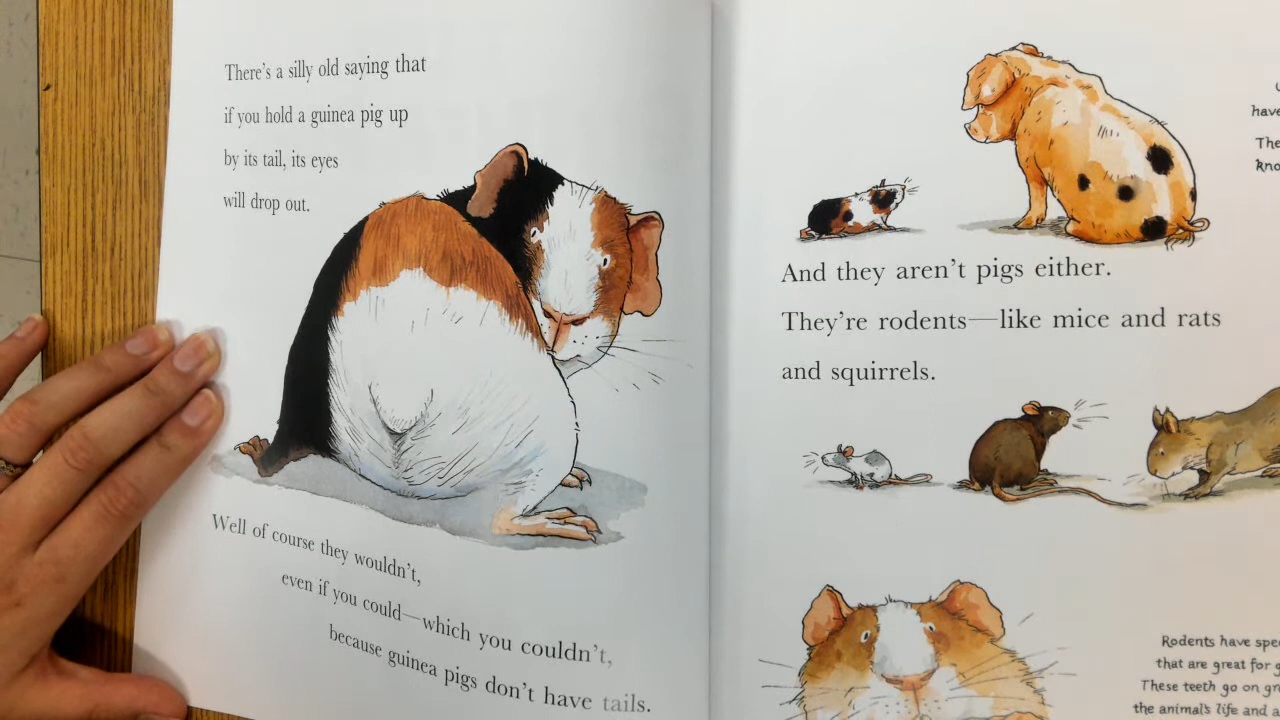 There's a silly old saying that
if you hold a guinea pig up
by its tail, its eyes
will drop out.
Well of course they wouldn't,
even if you could—which you couldn't,
because guinea pigs don't have tails.
have
The
And they aren't pigs either.
They're rodents—like mice and rats
and squirrels.
Rodents have
that are great for
These teeth go on
the animal's life and a